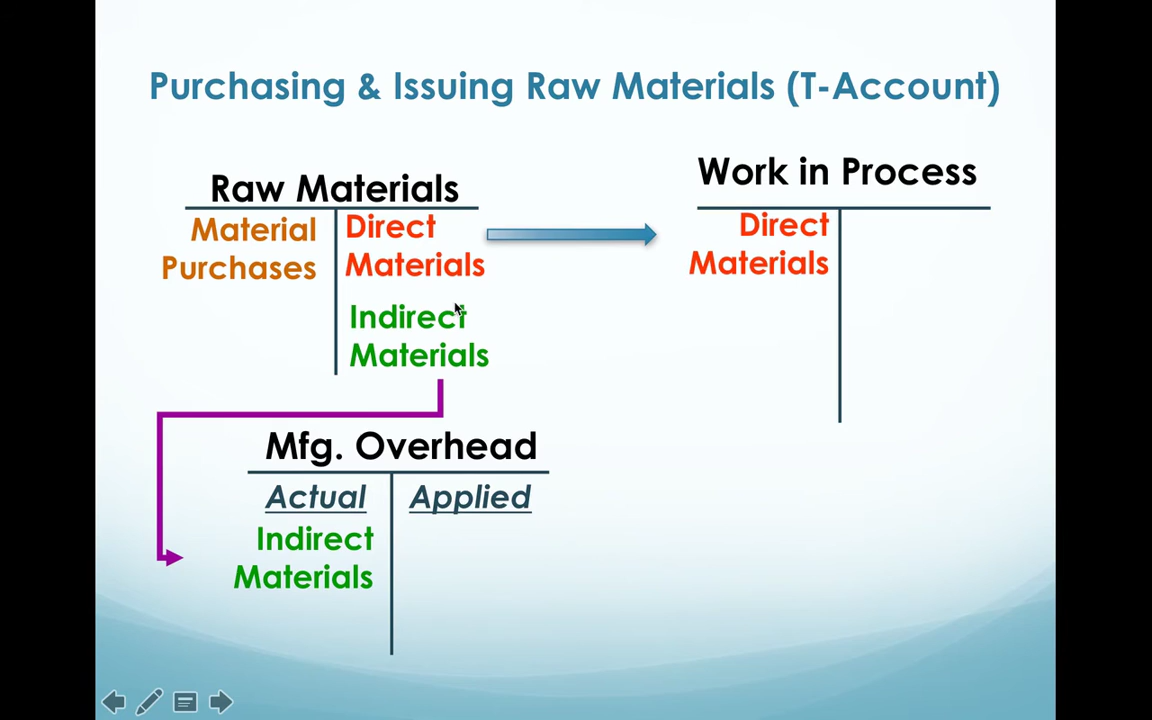 Purchasing & Issuing Raw Materials (T-Account)
Raw Materials
Material
Purchases
Direct
Materials
Indirect
Materials
Work in Process
Direct
Materials
Mfg. Overhead
Actual
Applied
Indirect
Materials